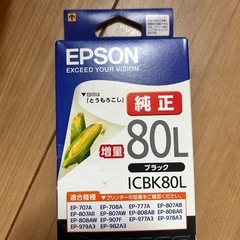 EPSON
EXCEED YOUR VISION
▼目印は
「とうもろこし」
純正
増量
80L
ブラック
ICBK80L
適合機種
▼プリンターの型番をご確認ください。
EP-707A EP-708A EP-777A EP-807AB
EP-807AR EP-807AW EP-808AB EP-808AR
EP-808AW EP-907F EP-977A3 EP-978A3
EP-979A3 EP-982A3